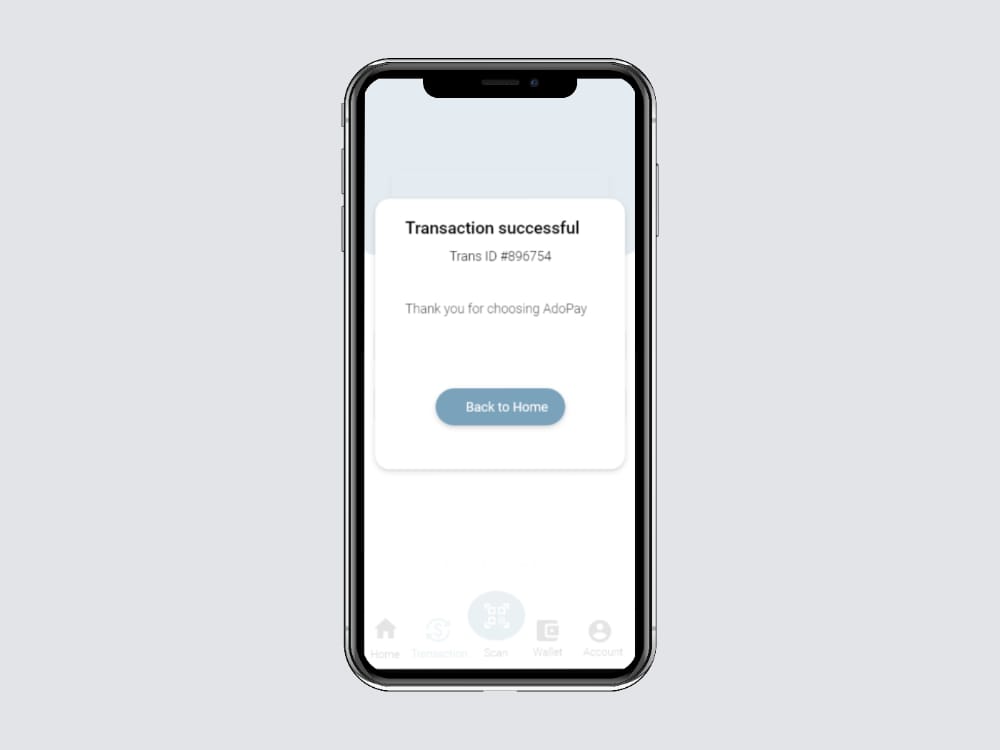 Transaction successful
Trans ID #896754
Thank you for choosing AdoPay
Back to Home
Home Transaction Scan Wallet Account